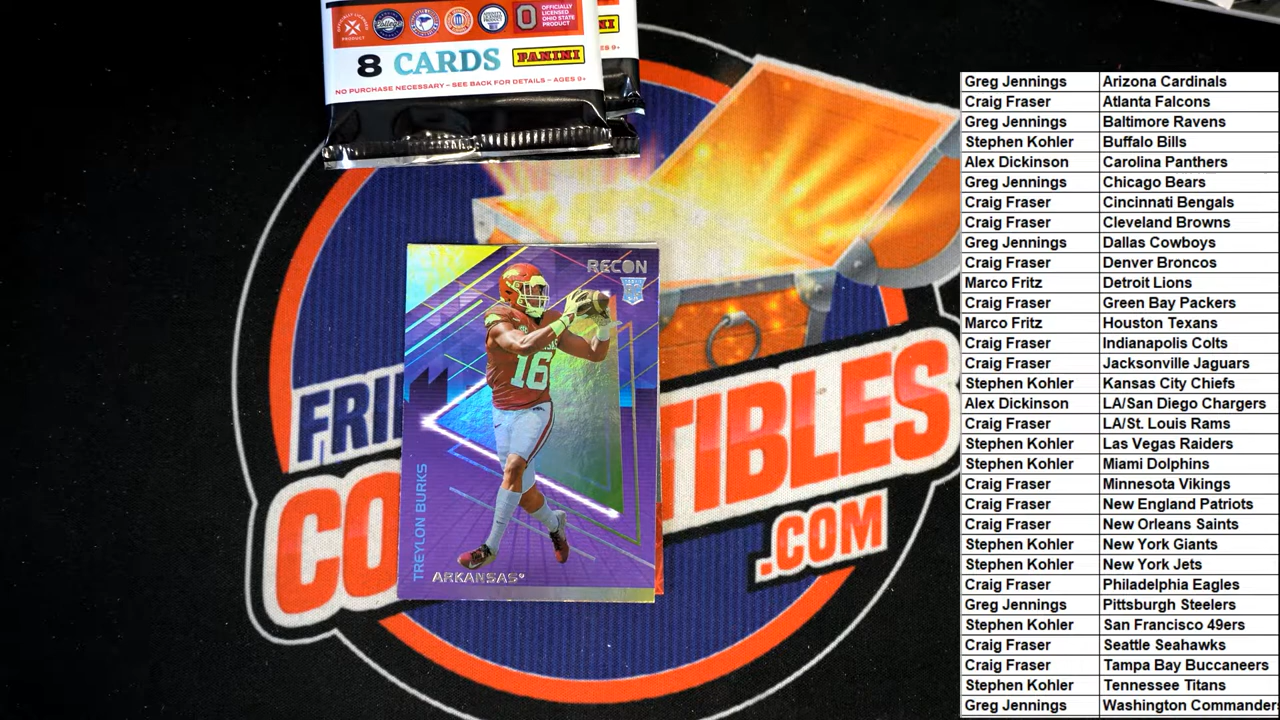 OFFICIALLY LICENSED OHIO STATE PRODUCT
8 CARDS PANINI
NO PURCHASE NECESSARY – SEE BACK FOR DETAILS – AGES 9+
ES 9+
RECON
16
TREYLON BURKS
ARKANSAS
FRI
CO TIBLES
.COM
Greg Jennings Arizona Cardinals
Craig Fraser Atlanta Falcons
Greg Jennings Baltimore Ravens
Stephen Kohler Buffalo Bills
Alex Dickinson Carolina Panthers
Greg Jennings Chicago Bears
Craig Fraser Cincinnati Bengals
Craig Fraser Cleveland Browns
Greg Jennings Dallas Cowboys
Craig Fraser Denver Broncos
Marco Fritz Detroit Lions
Craig Fraser Green Bay Packers
Marco Fritz Houston Texans
Craig Fraser Indianapolis Colts
Craig Fraser Jacksonville Jaguars
Stephen Kohler Kansas City Chiefs
Alex Dickinson LA/San Diego Chargers
Craig Fraser LA/St. Louis Rams
Stephen Kohler Las Vegas Raiders
Stephen Kohler Miami Dolphins
Craig Fraser Minnesota Vikings
Craig Fraser New England Patriots
Craig Fraser New Orleans Saints
Stephen Kohler New York Giants
Stephen Kohler New York Jets
Craig Fraser Philadelphia Eagles
Greg Jennings Pittsburgh Steelers
Stephen Kohler San Francisco 49ers
Craig Fraser Seattle Seahawks
Craig Fraser Tampa Bay Buccaneers
Stephen Kohler Tennessee Titans
Greg Jennings Washington Commander